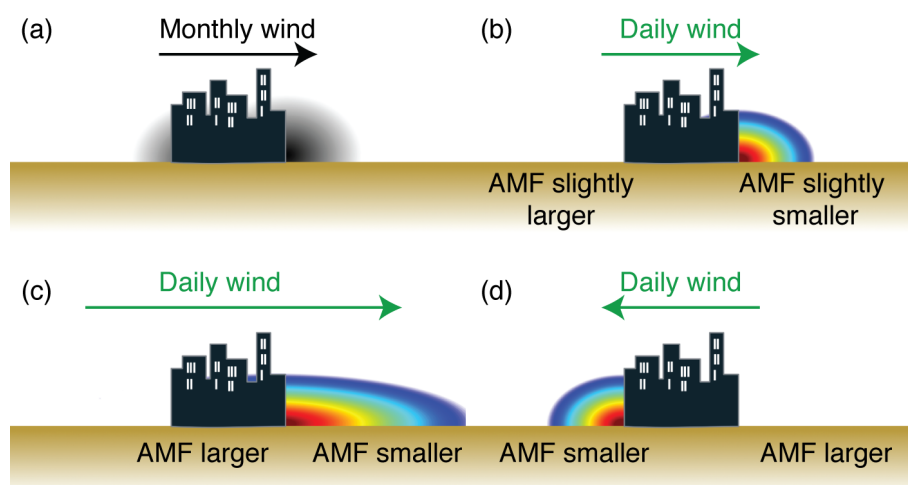 (a)
Monthly wind
(b)
Daily wind
AMF slightly
larger
AMF slightly
smaller
(c)
Daily wind
AMF larger
AMF smaller
(d)
Daily wind
AMF smaller
AMF larger